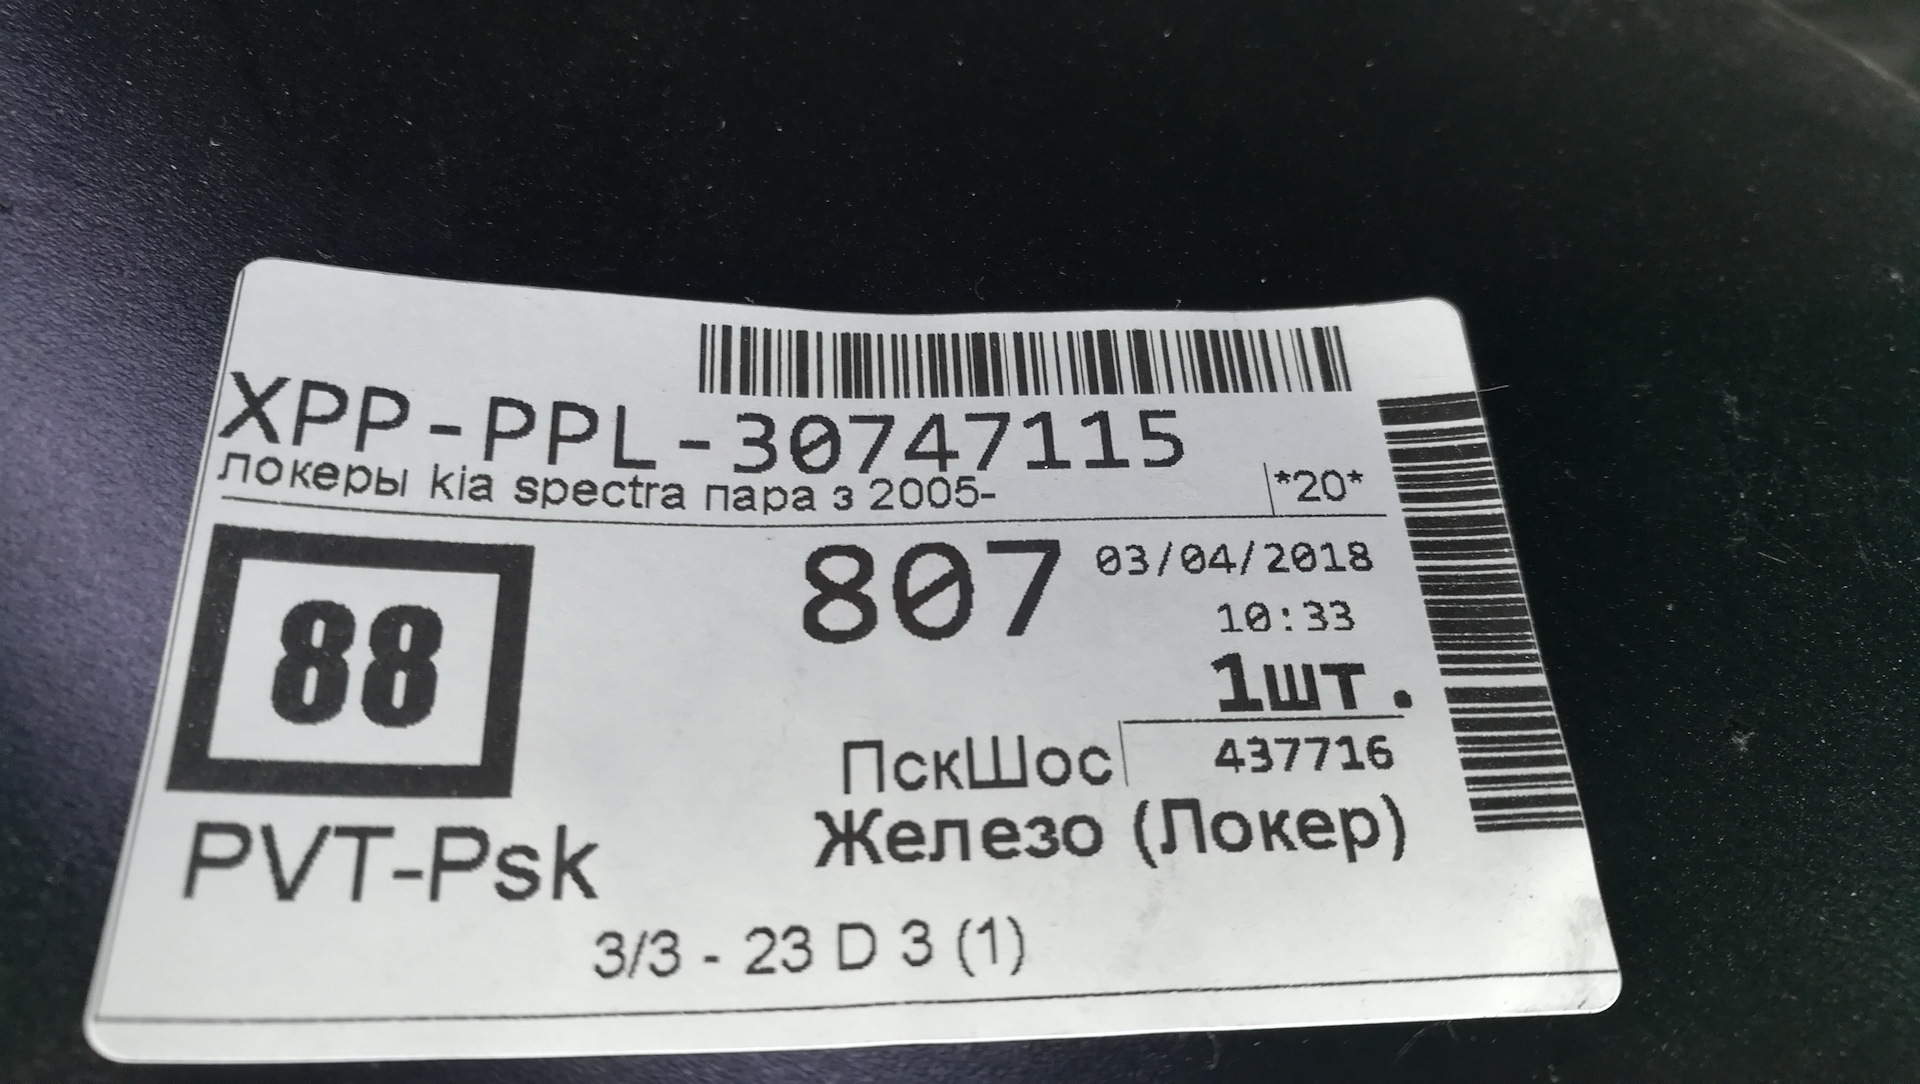 XPP-PPL-30747115
локеры kia spectra пара з 2005-
*20*
88
807
03/04/2018
10:33
1шт.
ПскШос
437716
Железо (Локер)
PVT-Psk
3/3 - 23 D 3 (1)